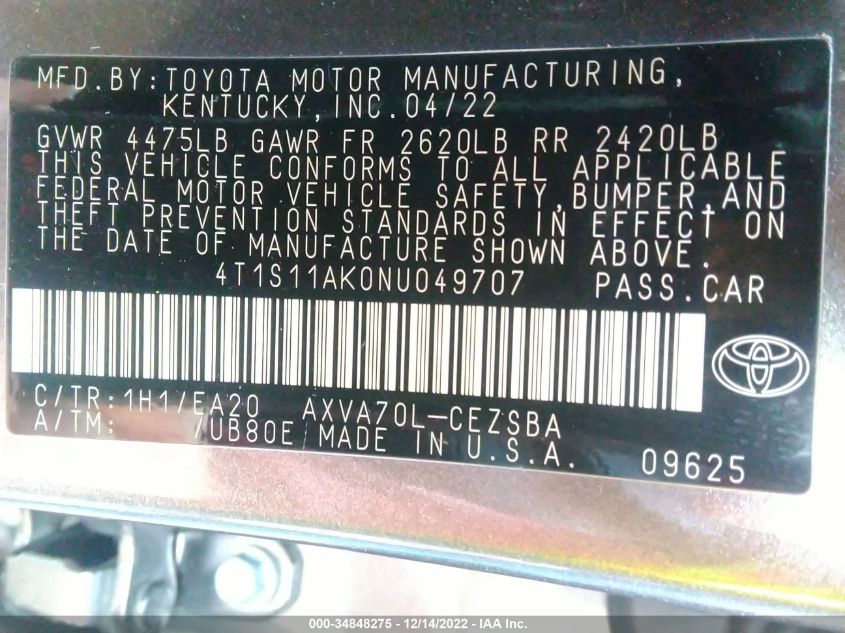 MFD.BY:TOYOTA MOTOR MANUFACTURING,
KENTUCKY,INC.04/22
GVWR 4475LB GAWR FR 2620LB RR 2420LB
THIS VEHICLE CONFORMS TO ALL APPLICABLE
FEDERAL MOTOR VEHICLE SAFETY,BUMPER,AND
THEFT PREVENTION STANDARDS IN EFFECT ON
THE DATE OF MANUFACTURE SHOWN ABOVE.
4T1S11AK0NU049707 PASS.CAR
C/TR:1H1/EA20 AXVA70L-CEZSBA
A/TM: /UB80E MADE IN U.S.A.
09625
000-34848275 - 12/14/2022 - IAA Inc.